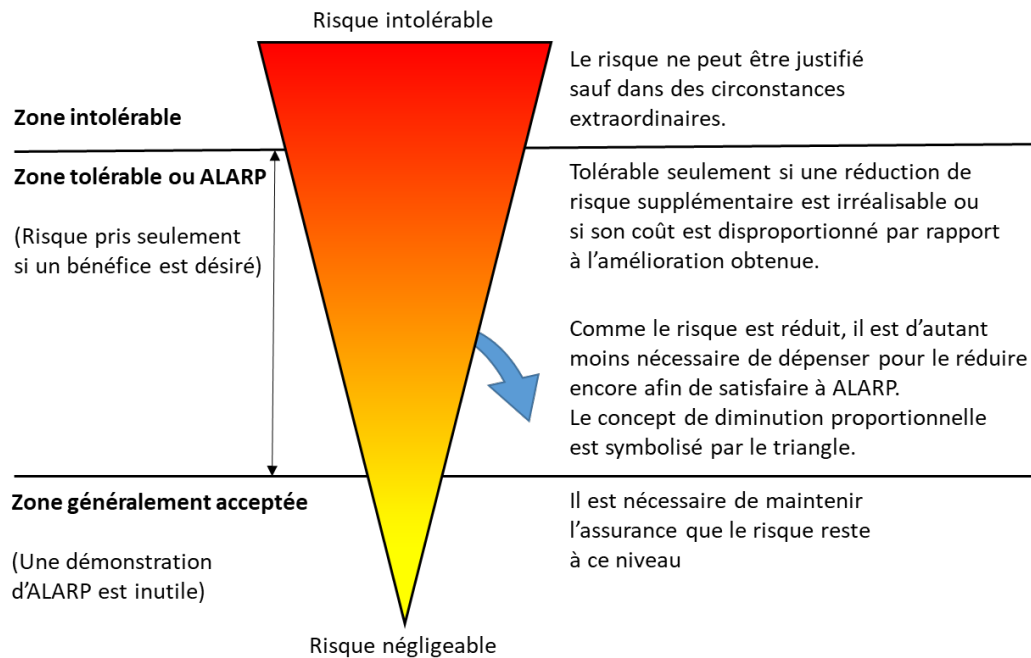 Risque intolérable
Zone intolérable
Le risque ne peut être justifié
sauf dans des circonstances
extraordinaires.
Zone tolérable ou ALARP
(Risque pris seulement
si un bénéfice est désiré)
Tolérable seulement si une réduction de
risque supplémentaire est irréalisable ou
si son coût est disproportionné par rapport
à l’amélioration obtenue.
Comme le risque est réduit, il est d’autant
moins nécessaire de dépenser pour le réduire
encore afin de satisfaire à ALARP.
Le concept de diminution proportionnelle
est symbolisé par le triangle.
Zone généralement acceptée
(Une démonstration
d’ALARP est inutile)
Il est nécessaire de maintenir
l’assurance que le risque reste
à ce niveau
Risque négligeable